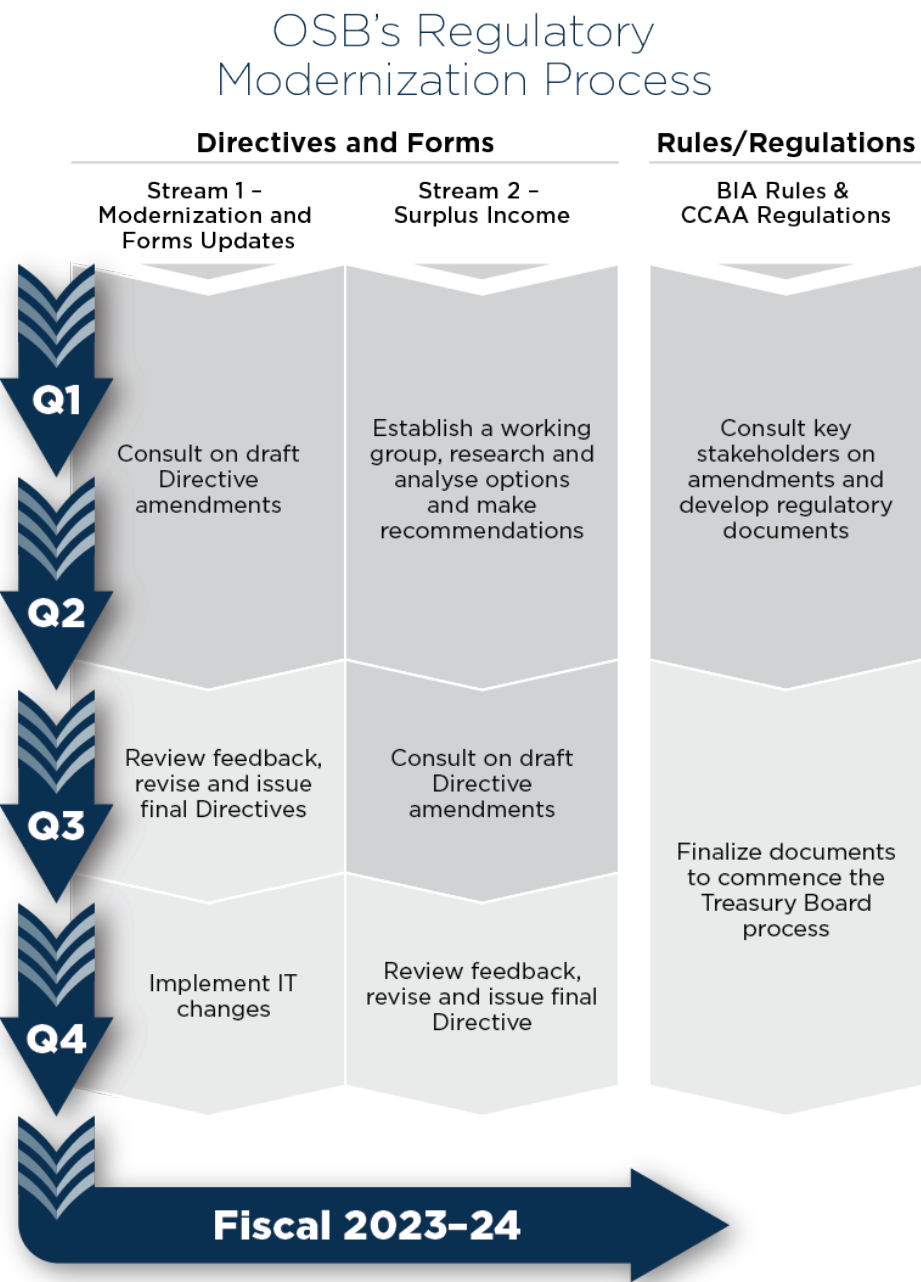 OSB's Regulatory
Modernization Process
Directives and Forms
Rules/Regulations
Stream 1 –
Modernization and
Forms Updates
Stream 2 –
Surplus Income
BIA Rules &
CCAA Regulations
Q1
Consult on draft
Directive
amendments
Establish a working
group, research and
analyse options
and make
recommendations
Consult key
stakeholders on
amendments and
develop regulatory
documents
Q2
Q3
Review feedback,
revise and issue
final Directives
Consult on draft
Directive
amendments
Finalize documents
to commence the
Treasury Board
process
Q4
Implement IT
changes
Review feedback,
revise and issue final
Directive
Fiscal 2023–24